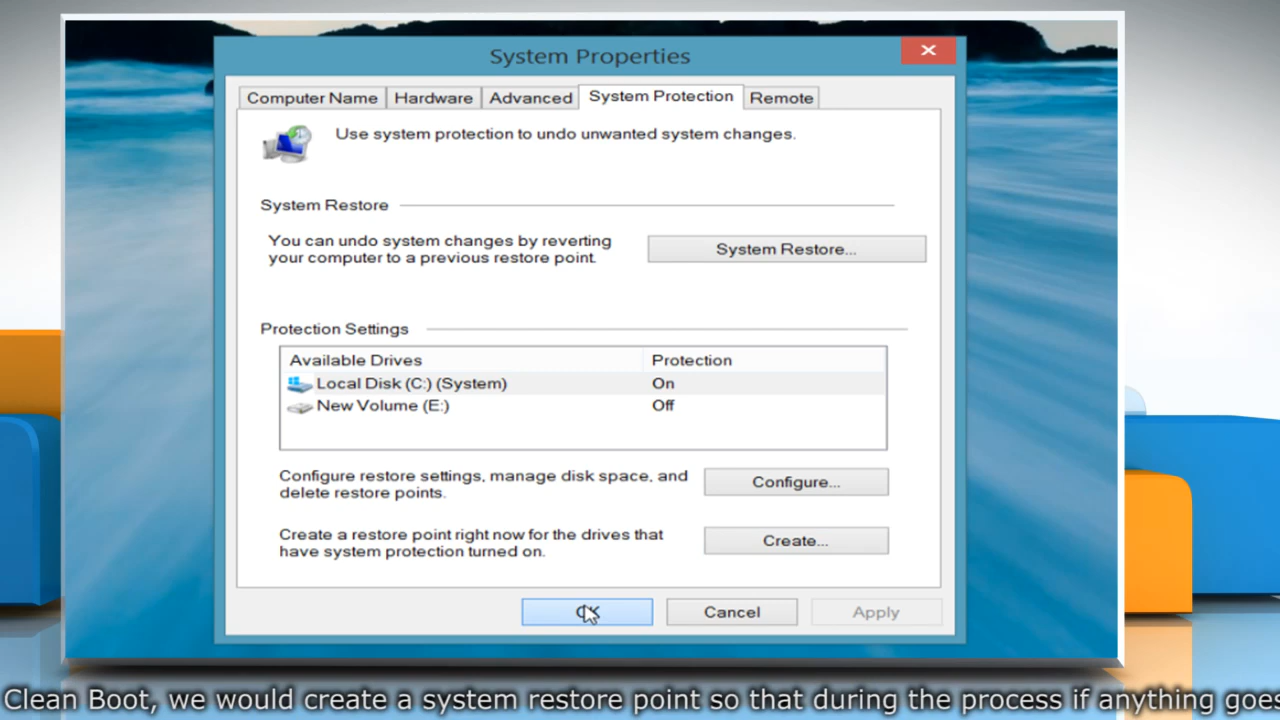 System Properties
Computer Name
Hardware
Advanced
System Protection
Remote
Use system protection to undo unwanted system changes.
System Restore
You can undo system changes by reverting
your computer to a previous restore point.
System Restore...
Protection Settings
Available Drives
Protection
Local Disk (C:) (System)
On
New Volume (E:)
Off
Configure restore settings, manage disk space, and
delete restore points.
Configure...
Create a restore point right now for the drives that
have system protection turned on.
Create...
Cancel
Apply
Clean Boot, we would create a system restore point so that during the process if anything goes